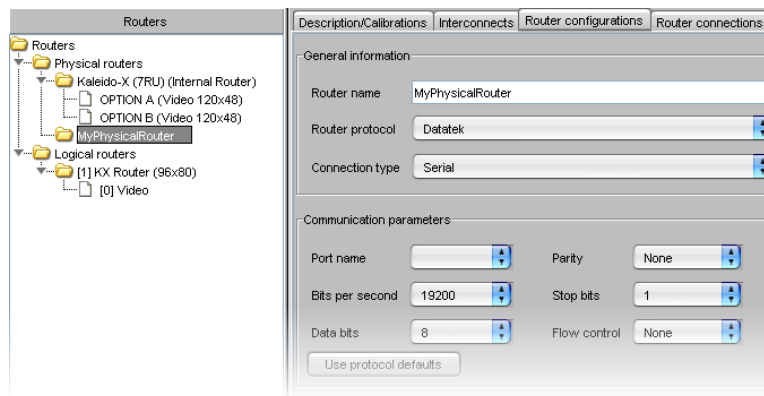 Routers
Routers
Physical routers
Kaleido-X (7RU) (Internal Router)
OPTION A (Video 120x48)
OPTION B (Video 120x48)
MyPhysicalRouter
Logical routers
[1] KX Router (96x80)
[0] Video
Description/Calibrations Interconnects Router configurations Router connections
General information
Router name MyPhysicalRouter
Router protocol Datatek
Connection type Serial
Communication parameters
Port name Parity None
Bits per second 19200 Stop bits 1
Data bits 8 Flow control None
Use protocol defaults